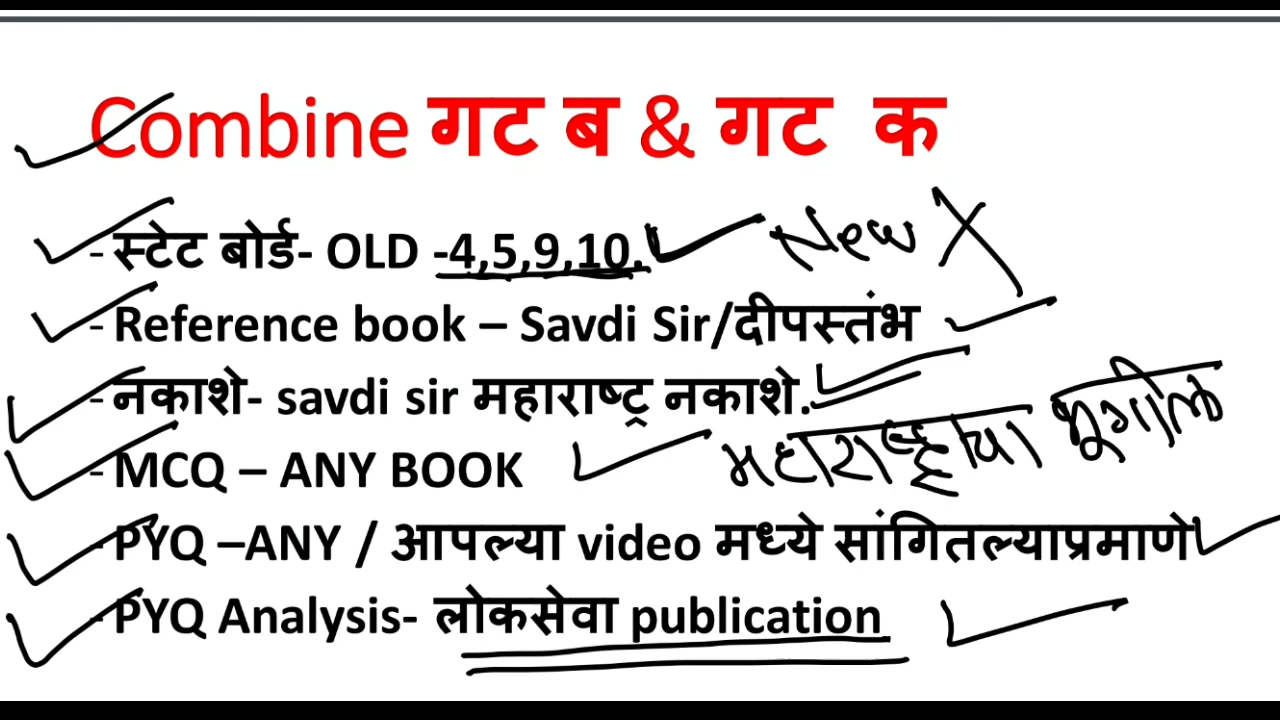 Combine गट ब & गट क
- स्टेट बोर्ड- OLD -4,5,9,10. New X
- Reference book – Savdi Sir/दीपस्तंभ
- नकाशे- savdi sir महाराष्ट्र नकाशे.
- MCQ – ANY BOOK महाराष्ट्राचा भूगोल
- PYQ –ANY / आपल्या video मध्ये सांगितल्याप्रमाणे
- PYQ Analysis- लोकसेवा publication